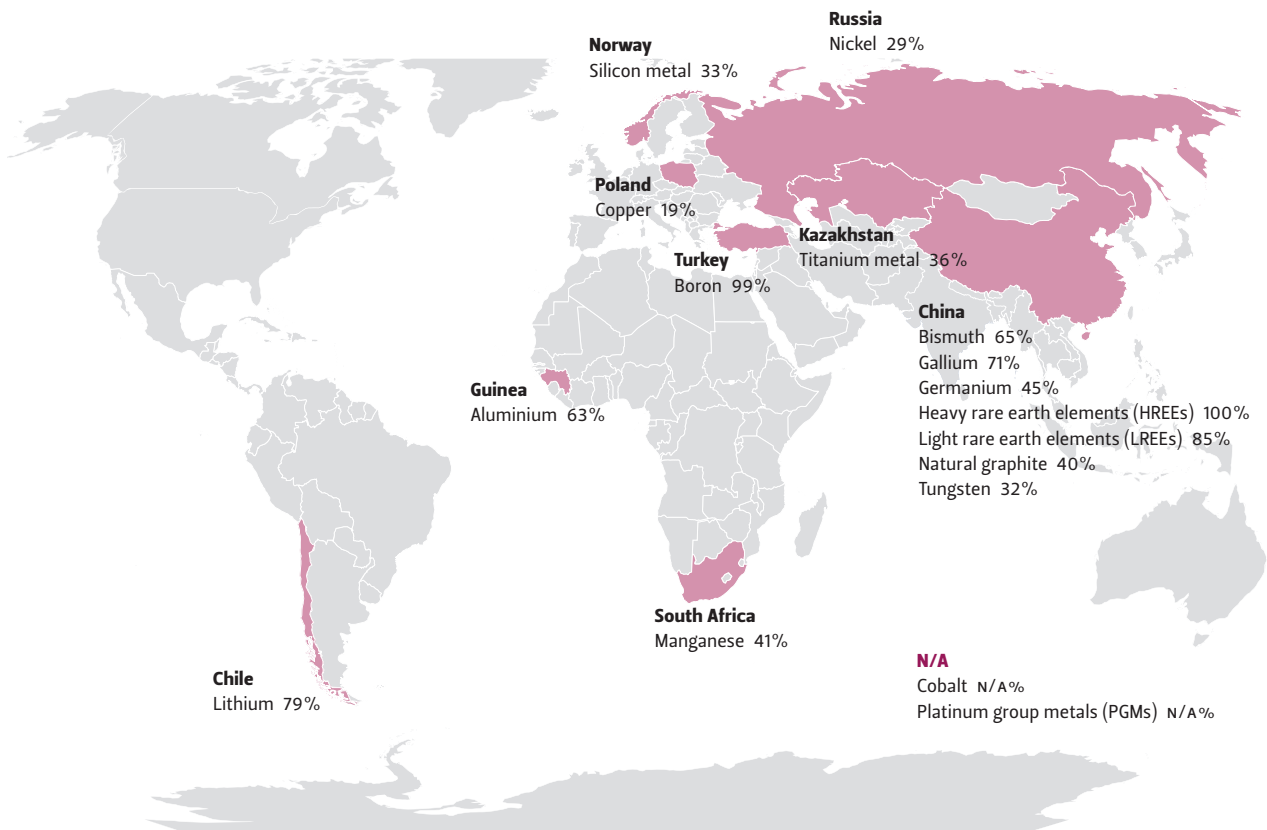 Russia
Nickel 29%
Norway
Silicon metal 33%
Poland
Copper 19%
Kazakhstan
Titanium metal 36%
Turkey
Boron 99%
China
Bismuth 65%
Gallium 71%
Germanium 45%
Heavy rare earth elements (HREEs) 100%
Light rare earth elements (LREEs) 85%
Natural graphite 40%
Tungsten 32%
Guinea
Aluminium 63%
South Africa
Manganese 41%
Chile
Lithium 79%
N/A
Cobalt N/A%
Platinum group metals (PGMs) N/A%